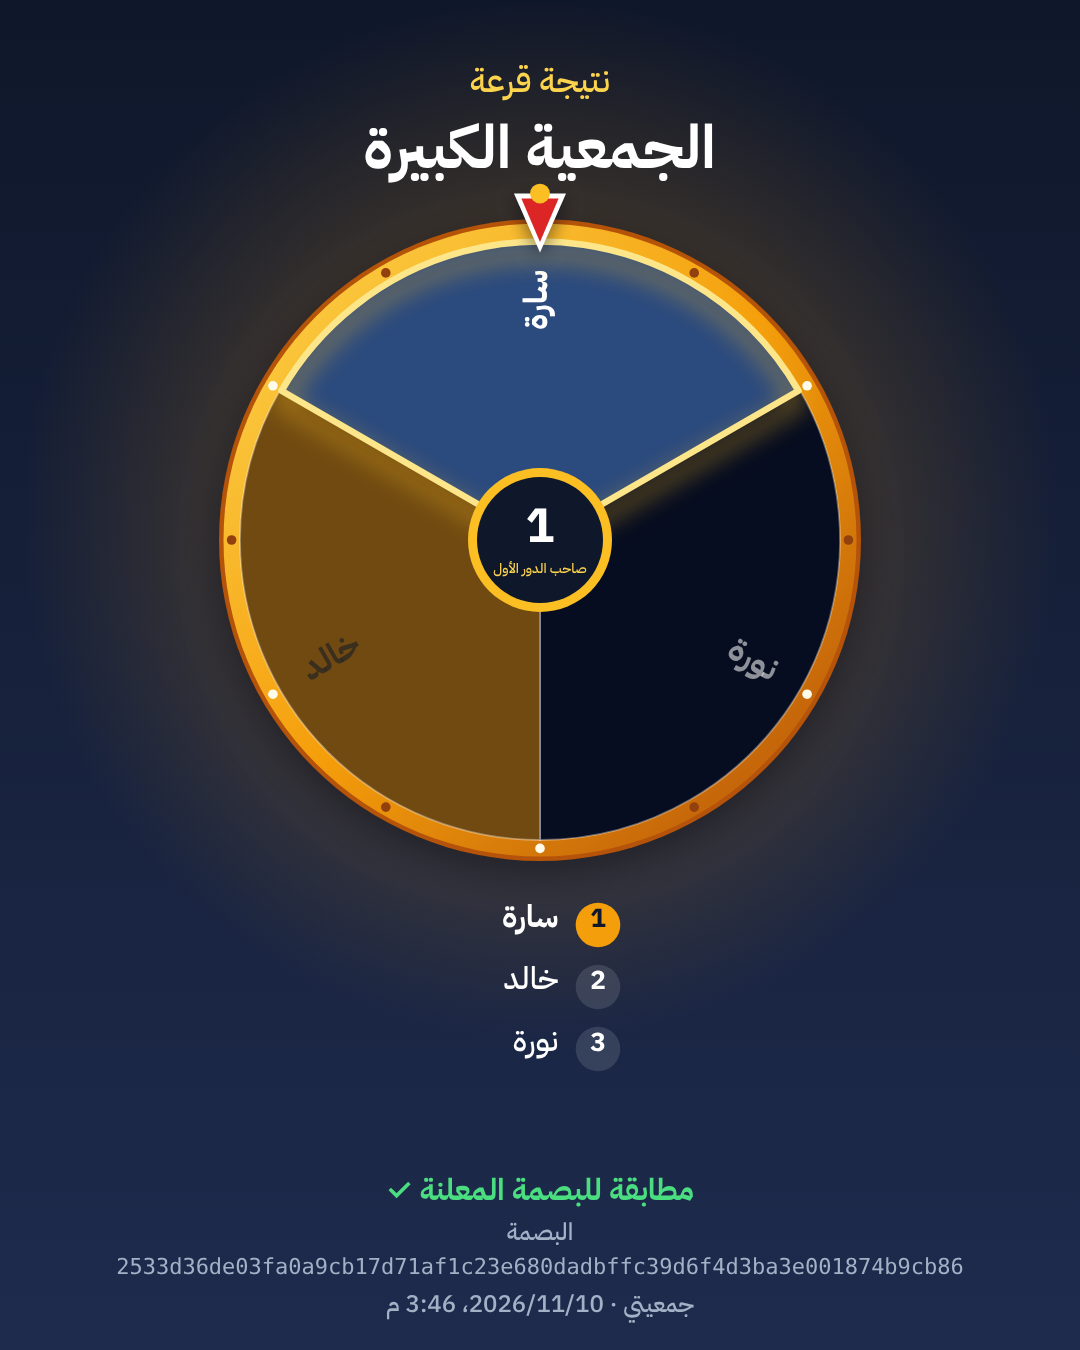 نتيجة قرعة
الجمعية الكبيرة
سارة
1
صاحب الدور الأول
خالد
نورة
1 سارة
2 خالد
3 نورة
مطابقة للبصمة المعلنة ✓
البصمة
2533d36de03fa0a9cb17d71af1c23e680dadbffc39d6f4d3ba3e001874b9cb86
جمعيتي · 2026/11/10، 3:46 م